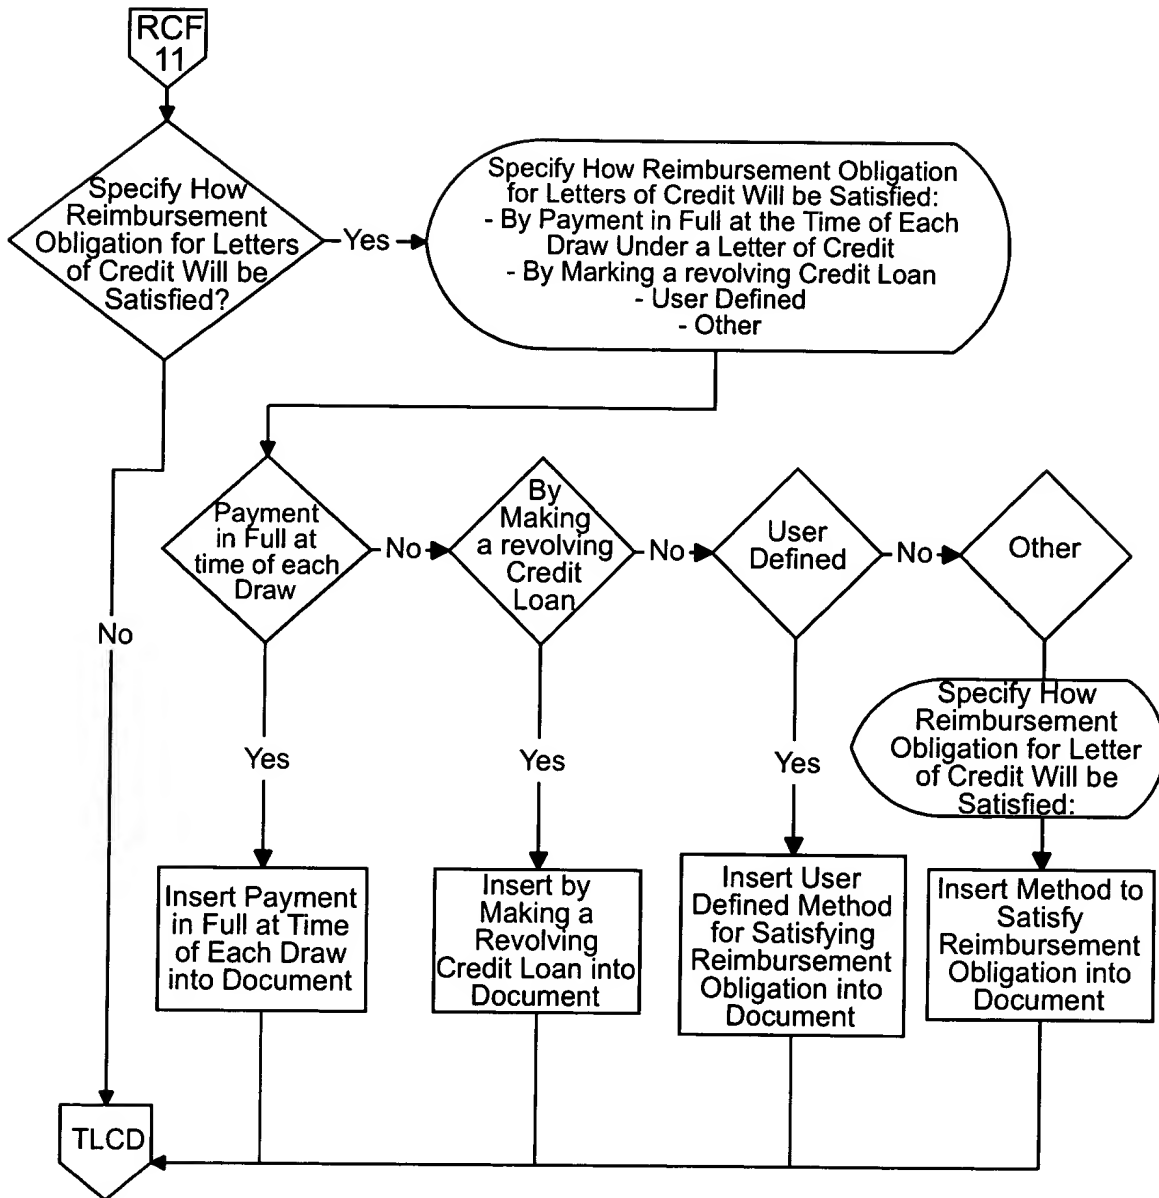 RCF
11
Specify How
Reimbursement
Obligation for Letters
of Credit Will be
Satisfied?
Yes
Specify How Reimbursement Obligation
for Letters of Credit Will be Satisfied:
- By Payment in Full at the Time of Each
Draw Under a Letter of Credit
- By Marking a revolving Credit Loan
- User Defined
- Other
Payment
in Full at
time of each
Draw
No
By
Making
a revolving
Credit
Loan
No
User
Defined
No
Other
No
Yes
Yes
Yes
Specify How
Reimbursement
Obligation for Letter
of Credit Will be
Satisfied:
Insert Payment
in Full at Time
of Each Draw
into Document
Insert by
Making a
Revolving
Credit Loan into
Document
Insert User
Defined Method
for Satisfying
Reimbursement
Obligation into
Document
Insert Method to
Satisfy
Reimbursement
Obligation into
Document
TLCD